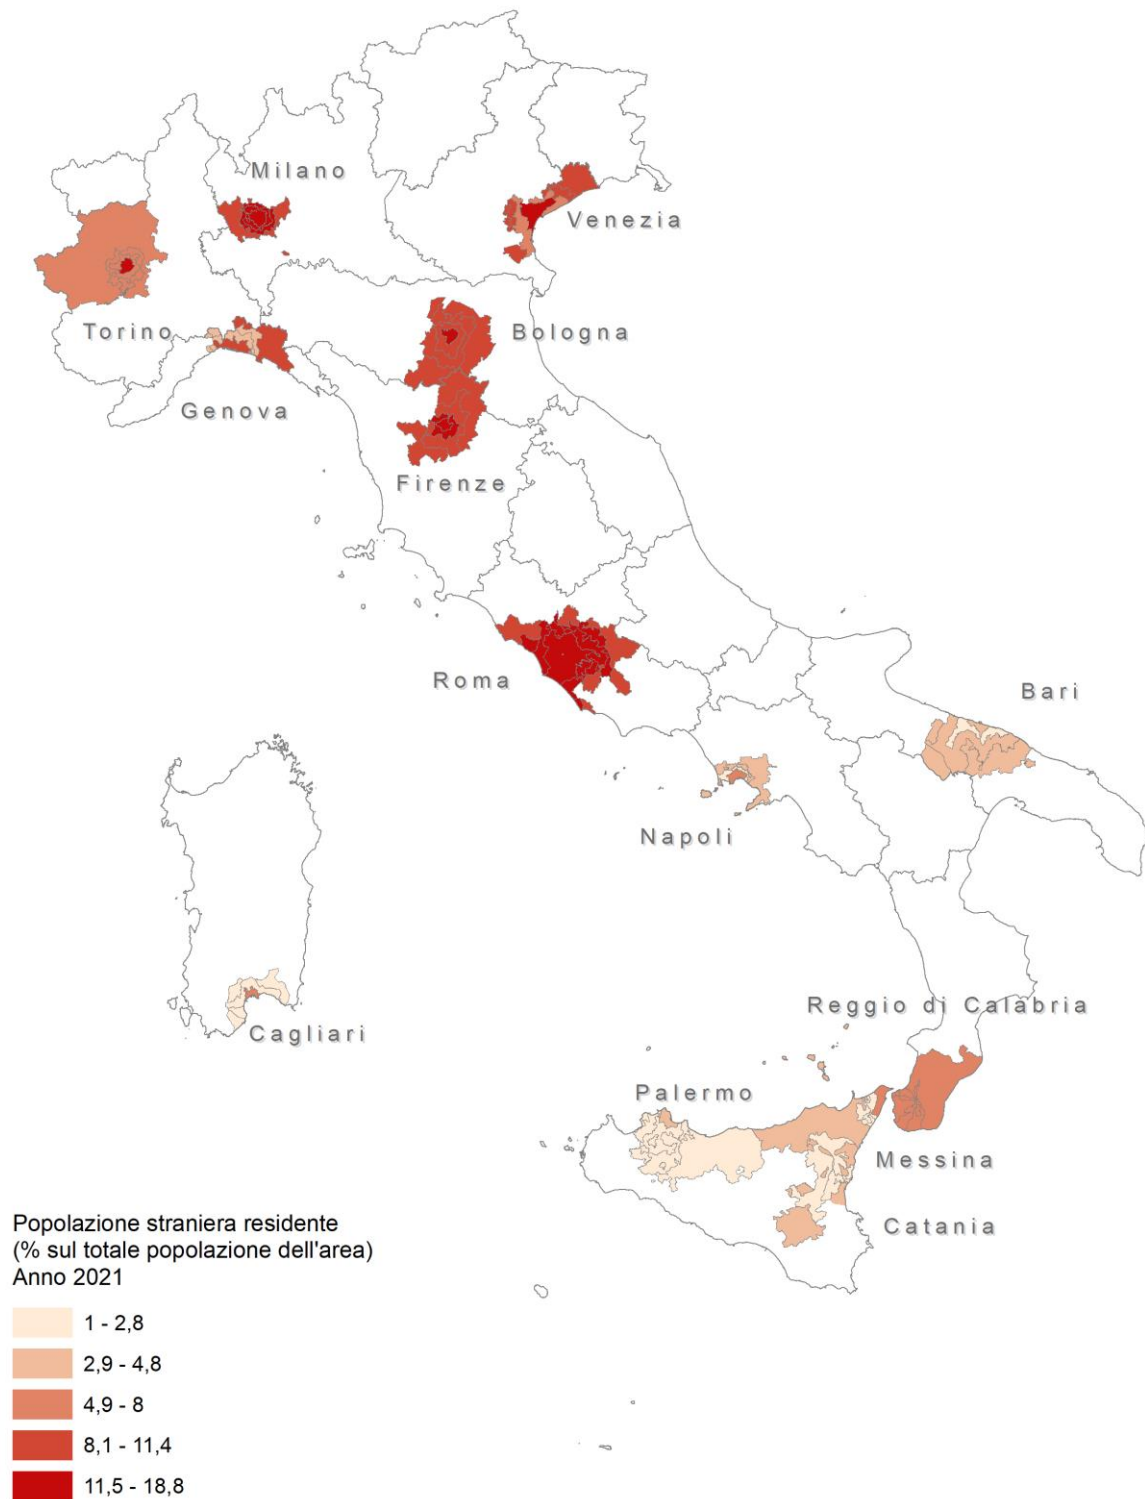 Milano
Venezia
Torino
Bologna
Genova
Firenze
Roma
Bari
Napoli
Reggio di Calabria
Cagliari
Palermo
Messina
Catania
Popolazione straniera residente
(% sul totale popolazione dell'area)
Anno 2021
1 - 2,8
2,9 - 4,8
4,9 - 8
8,1 - 11,4
11,5 - 18,8